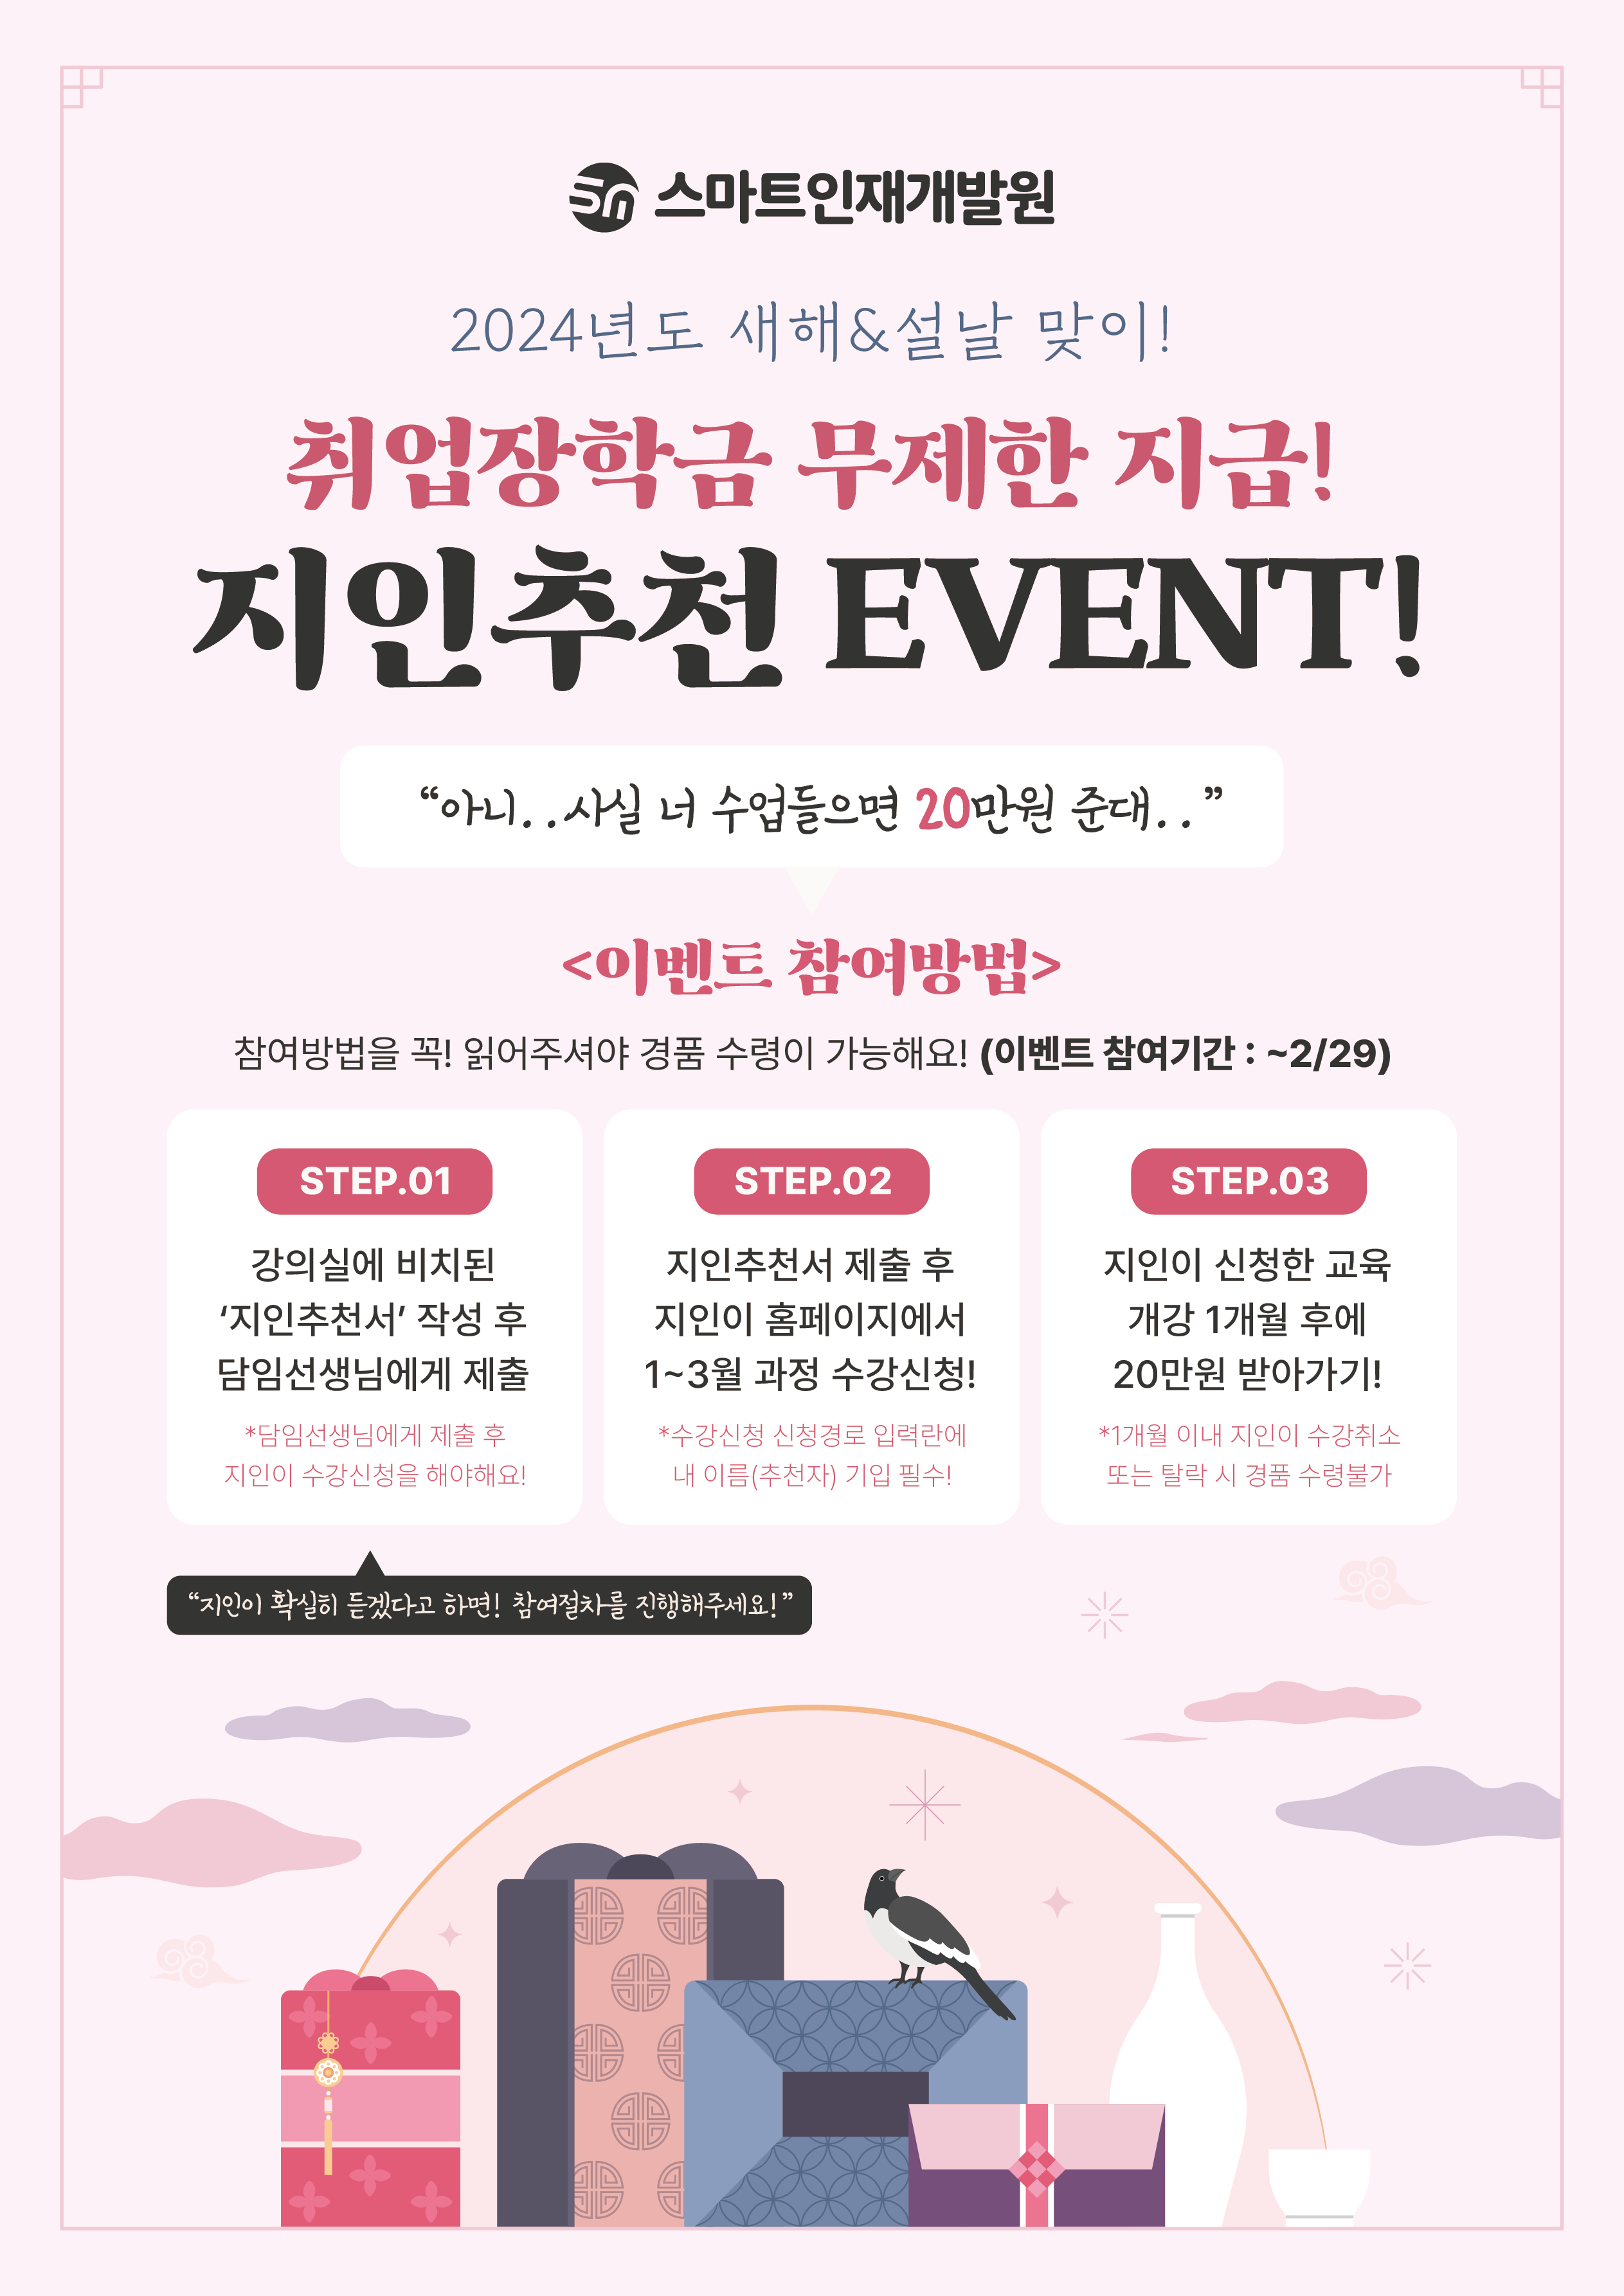 스마트인재개발원
2024년도 새해&설날 맞이!
취업장학금 무제한 지급!
지인추천 EVENT!
“아니..사실 너 수업들으면 20만원 준대..”
<이벤트 참여방법>
참여방법을 꼭! 읽어주셔야 경품 수령이 가능해요! (이벤트 참여기간 : ~2/29)
STEP.01
강의실에 비치된
‘지인추천서’ 작성 후
담임선생님에게 제출
*담임선생님에게 제출 후
지인이 수강신청을 해야해요!
STEP.02
지인추천서 제출 후
지인이 홈페이지에서
1~3월 과정 수강신청!
*수강신청 신청경로 입력란에
내 이름(추천자) 기입 필수!
STEP.03
지인이 신청한 교육
개강 1개월 후에
20만원 받아가기!
*1개월 이내 지인이 수강취소
또는 탈락 시 경품 수령불가
“지인이 확실히 듣겠다고 하면! 참여절차를 진행해주세요!”